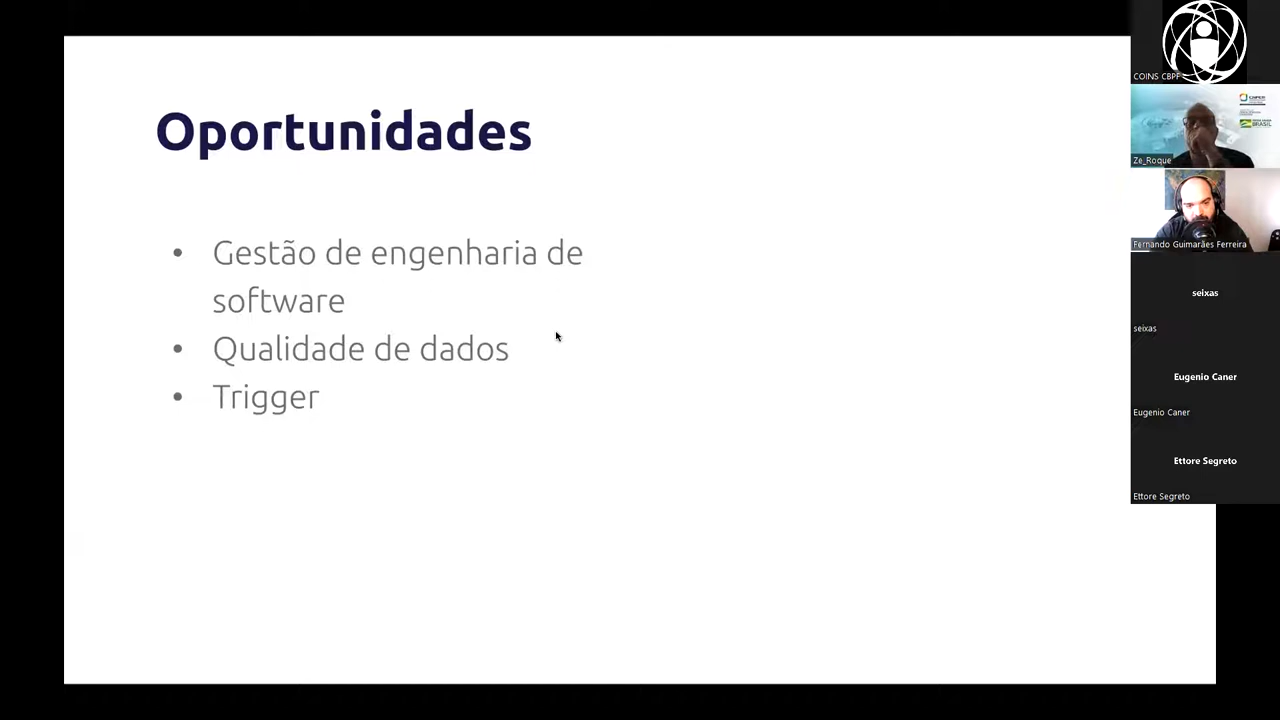 Oportunidades
• Gestão de engenharia de
software
• Qualidade de dados
• Trigger
COINS CBPF
BRASIL
Ze_Roque
Fernando Guimarães Ferreira
seixas
seixas
Eugenio Caner
Eugenio Caner
Ettore Segreto
Ettore Segreto